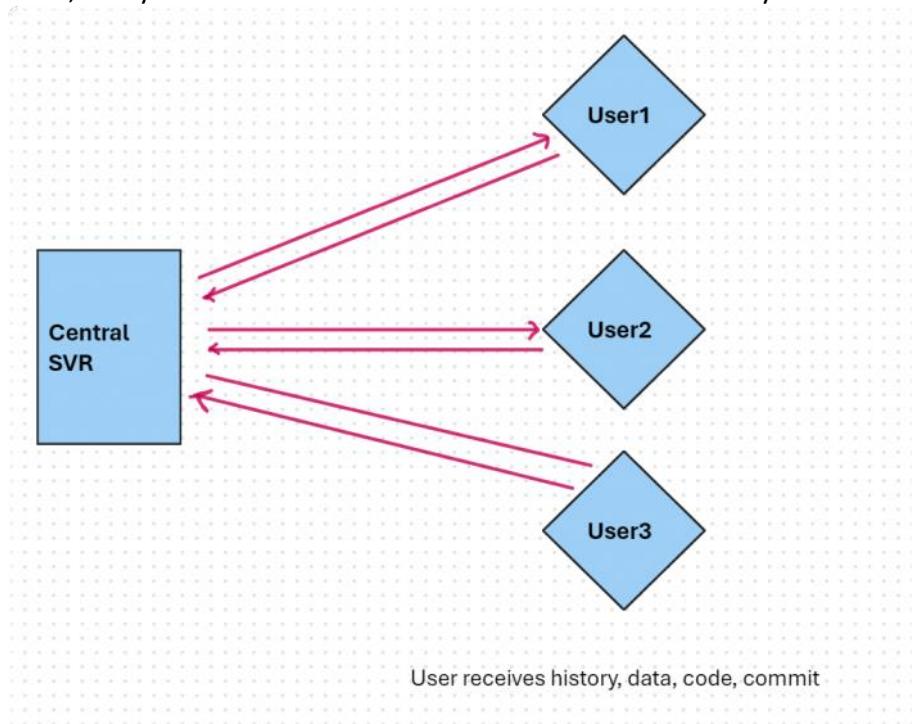 User1
Central
SVR
User2
User3
User receives history, data, code, commit